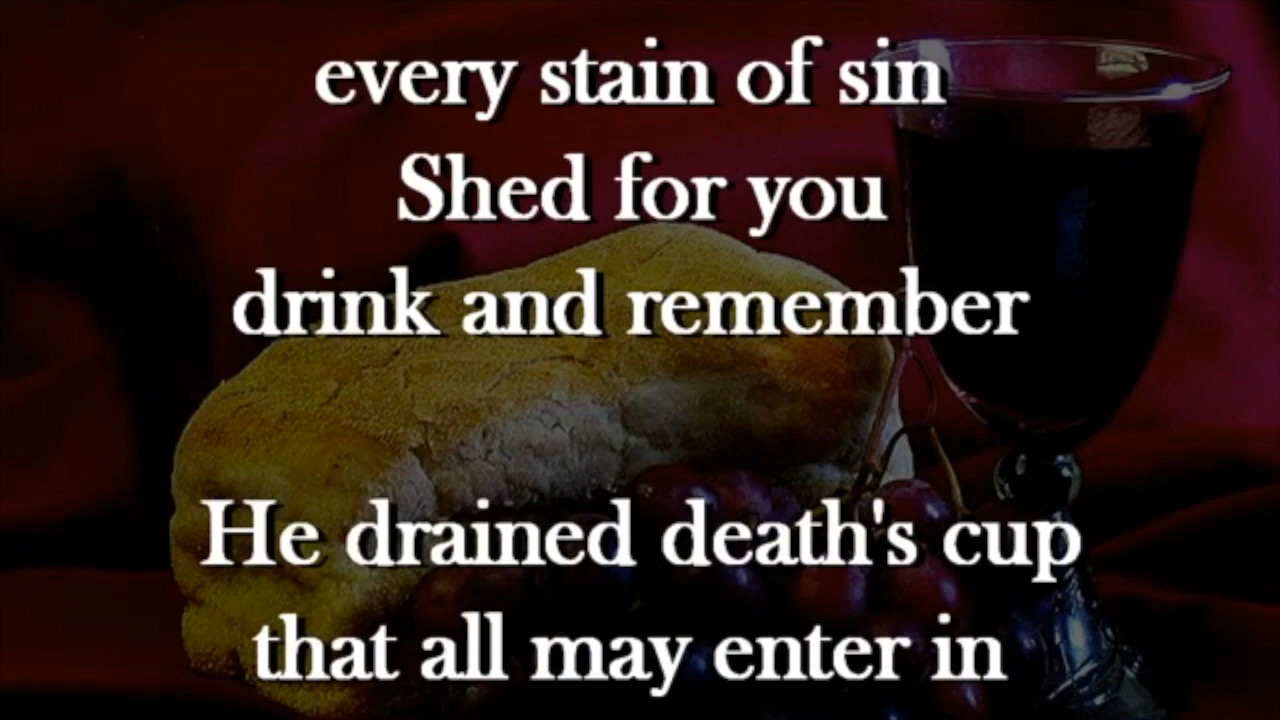 every stain of sin
Shed for you
drink and remember
He drained death's cup
that all may enter in